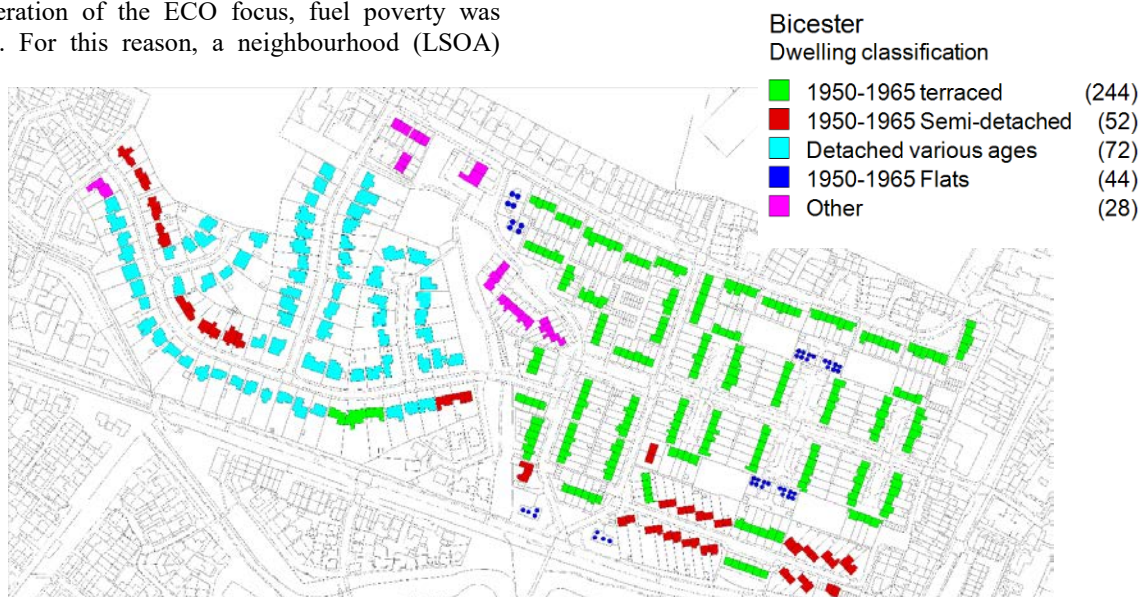 eration of the ECO focus, fuel poverty was
. For this reason, a neighbourhood (LSOA)
Bicester
Dwelling classification
1950-1965 terraced (244)
1950-1965 Semi-detached (52)
Detached various ages (72)
1950-1965 Flats (44)
Other (28)